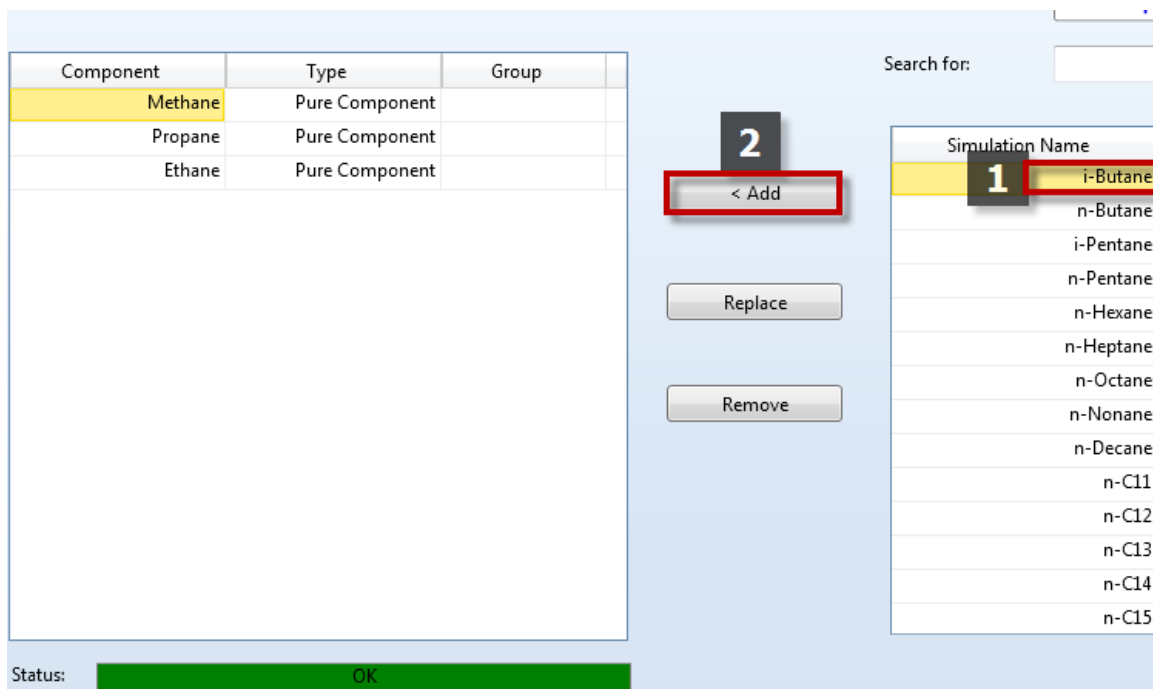 Search for:
Component Type Group
Methane Pure Component
Propane Pure Component
Ethane Pure Component
2
< Add
Replace
Remove
Simulation Name
1 i-Butane
n-Butane
i-Pentane
n-Pentane
n-Hexane
n-Heptane
n-Octane
n-Nonane
n-Decane
n-C11
n-C12
n-C13
n-C14
n-C15
Status: OK